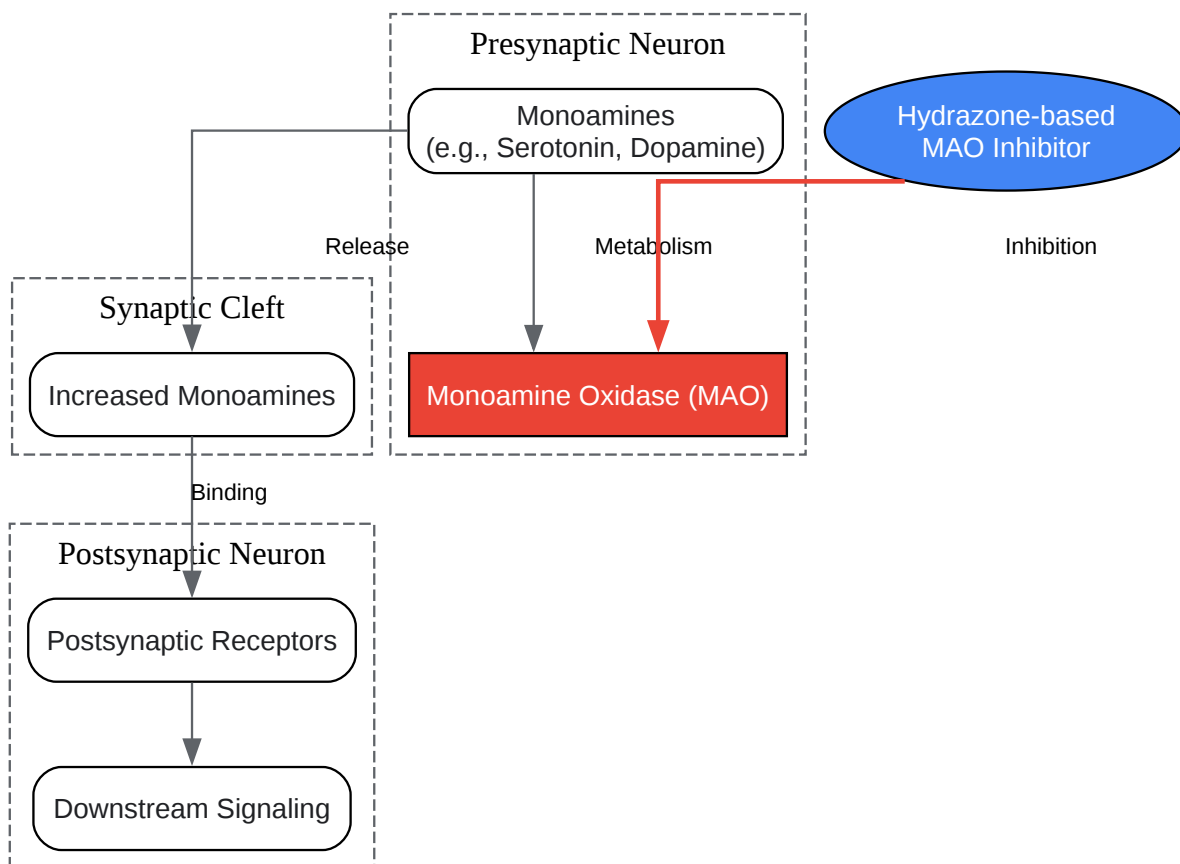 Presynaptic Neuron
Monoamines
(e.g., Serotonin, Dopamine)
Hydrazone-based
MAO Inhibitor
Release
Metabolism
Inhibition
Synaptic Cleft
Increased Monoamines
Monoamine Oxidase (MAO)
Binding
Postsynaptic Neuron
Postsynaptic Receptors
Downstream Signaling